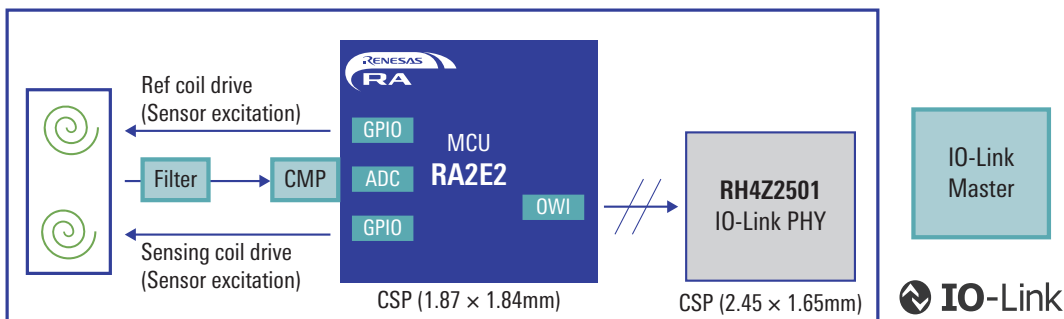 Ref coil drive
(Sensor excitation)
Filter
CMP
Sensing coil drive
(Sensor excitation)
RENESAS
RA
GPIO
ADC
GPIO
MCU
RA2E2
OWI
CSP (1.87 × 1.84mm)
RH4Z2501
IO-Link PHY
CSP (2.45 × 1.65mm)
IO-Link
Master
IO-Link